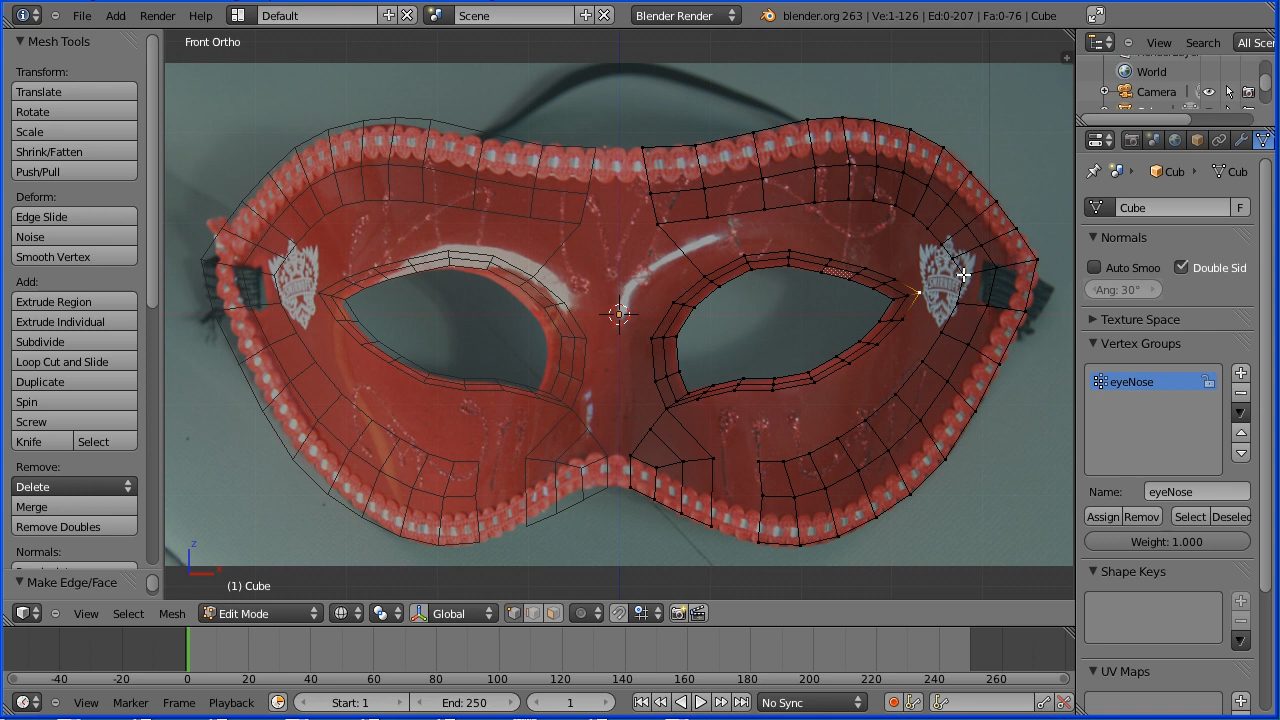 File Add Render Help Default Scene Blender Render blender.org 263 | Ve:1-126 | Ed:0-207 | Fa:0-76 | Cube
Mesh Tools
Front Ortho
View Search All Sce
World
Camera
Transform:
Translate
Rotate
Scale
Shrink/Fatten
Push/Pull
Deform:
Edge Slide
Noise
Smooth Vertex
Add:
Extrude Region
Extrude Individual
Subdivide
Loop Cut and Slide
Duplicate
Spin
Screw
Knife Select
Remove:
Delete
Merge
Remove Doubles
Normals:
Make Edge/Face
Cub Cub
Cube F
Normals
Auto Smoo Double Sid
Ang: 30°
Texture Space
Vertex Groups
eyeNose
Name: eyeNose
Assign Remov Select Deselec
Weight: 1.000
Shape Keys
UV Maps
z
x
(1) Cube
View Select Mesh Edit Mode Global
-40 -20 0 20 40 60 80 100 120 140 160 180 200 220 240 260
View Marker Frame Playback Start: 1 End: 250 1 No Sync